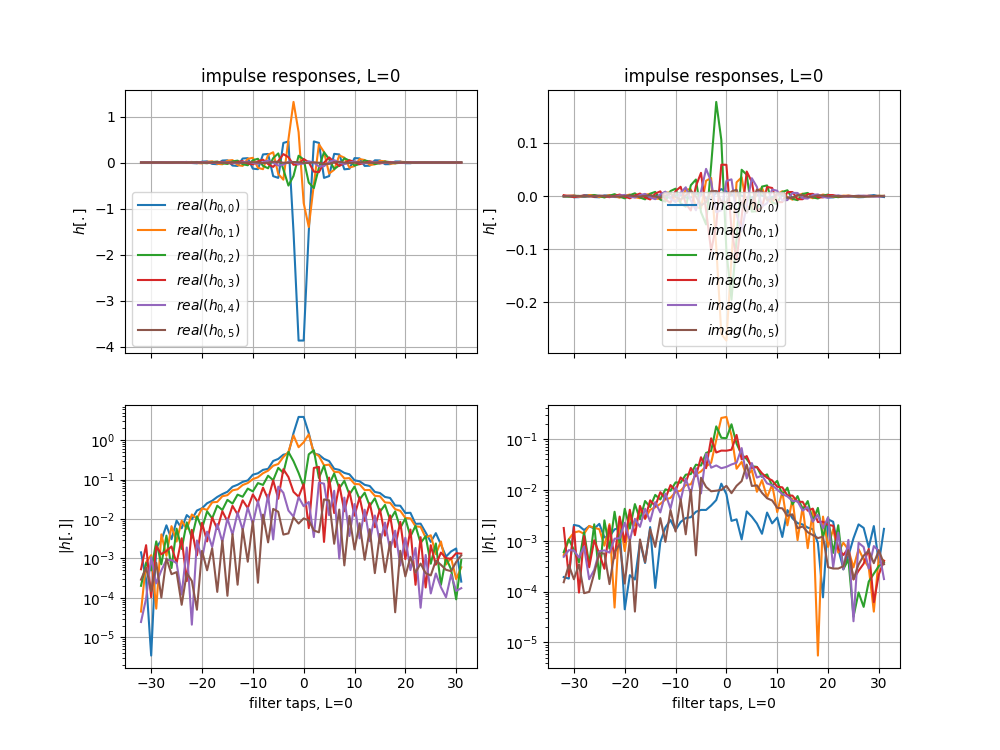 impulse responses, L=0
1
0
−1
−2
−3
−4
h[.]
real(h0,0)
real(h0,1)
real(h0,2)
real(h0,3)
real(h0,4)
real(h0,5)
impulse responses, L=0
0.1
0.0
−0.1
−0.2
h[.]
imag(h0,0)
imag(h0,1)
imag(h0,2)
imag(h0,3)
imag(h0,4)
imag(h0,5)
10^0
10^−1
10^−2
10^−3
10^−4
10^−5
|h[.]|
−30 −20 −10 0 10 20 30
filter taps, L=0
10^−1
10^−2
10^−3
10^−4
10^−5
|h[.]|
−30 −20 −10 0 10 20 30
filter taps, L=0